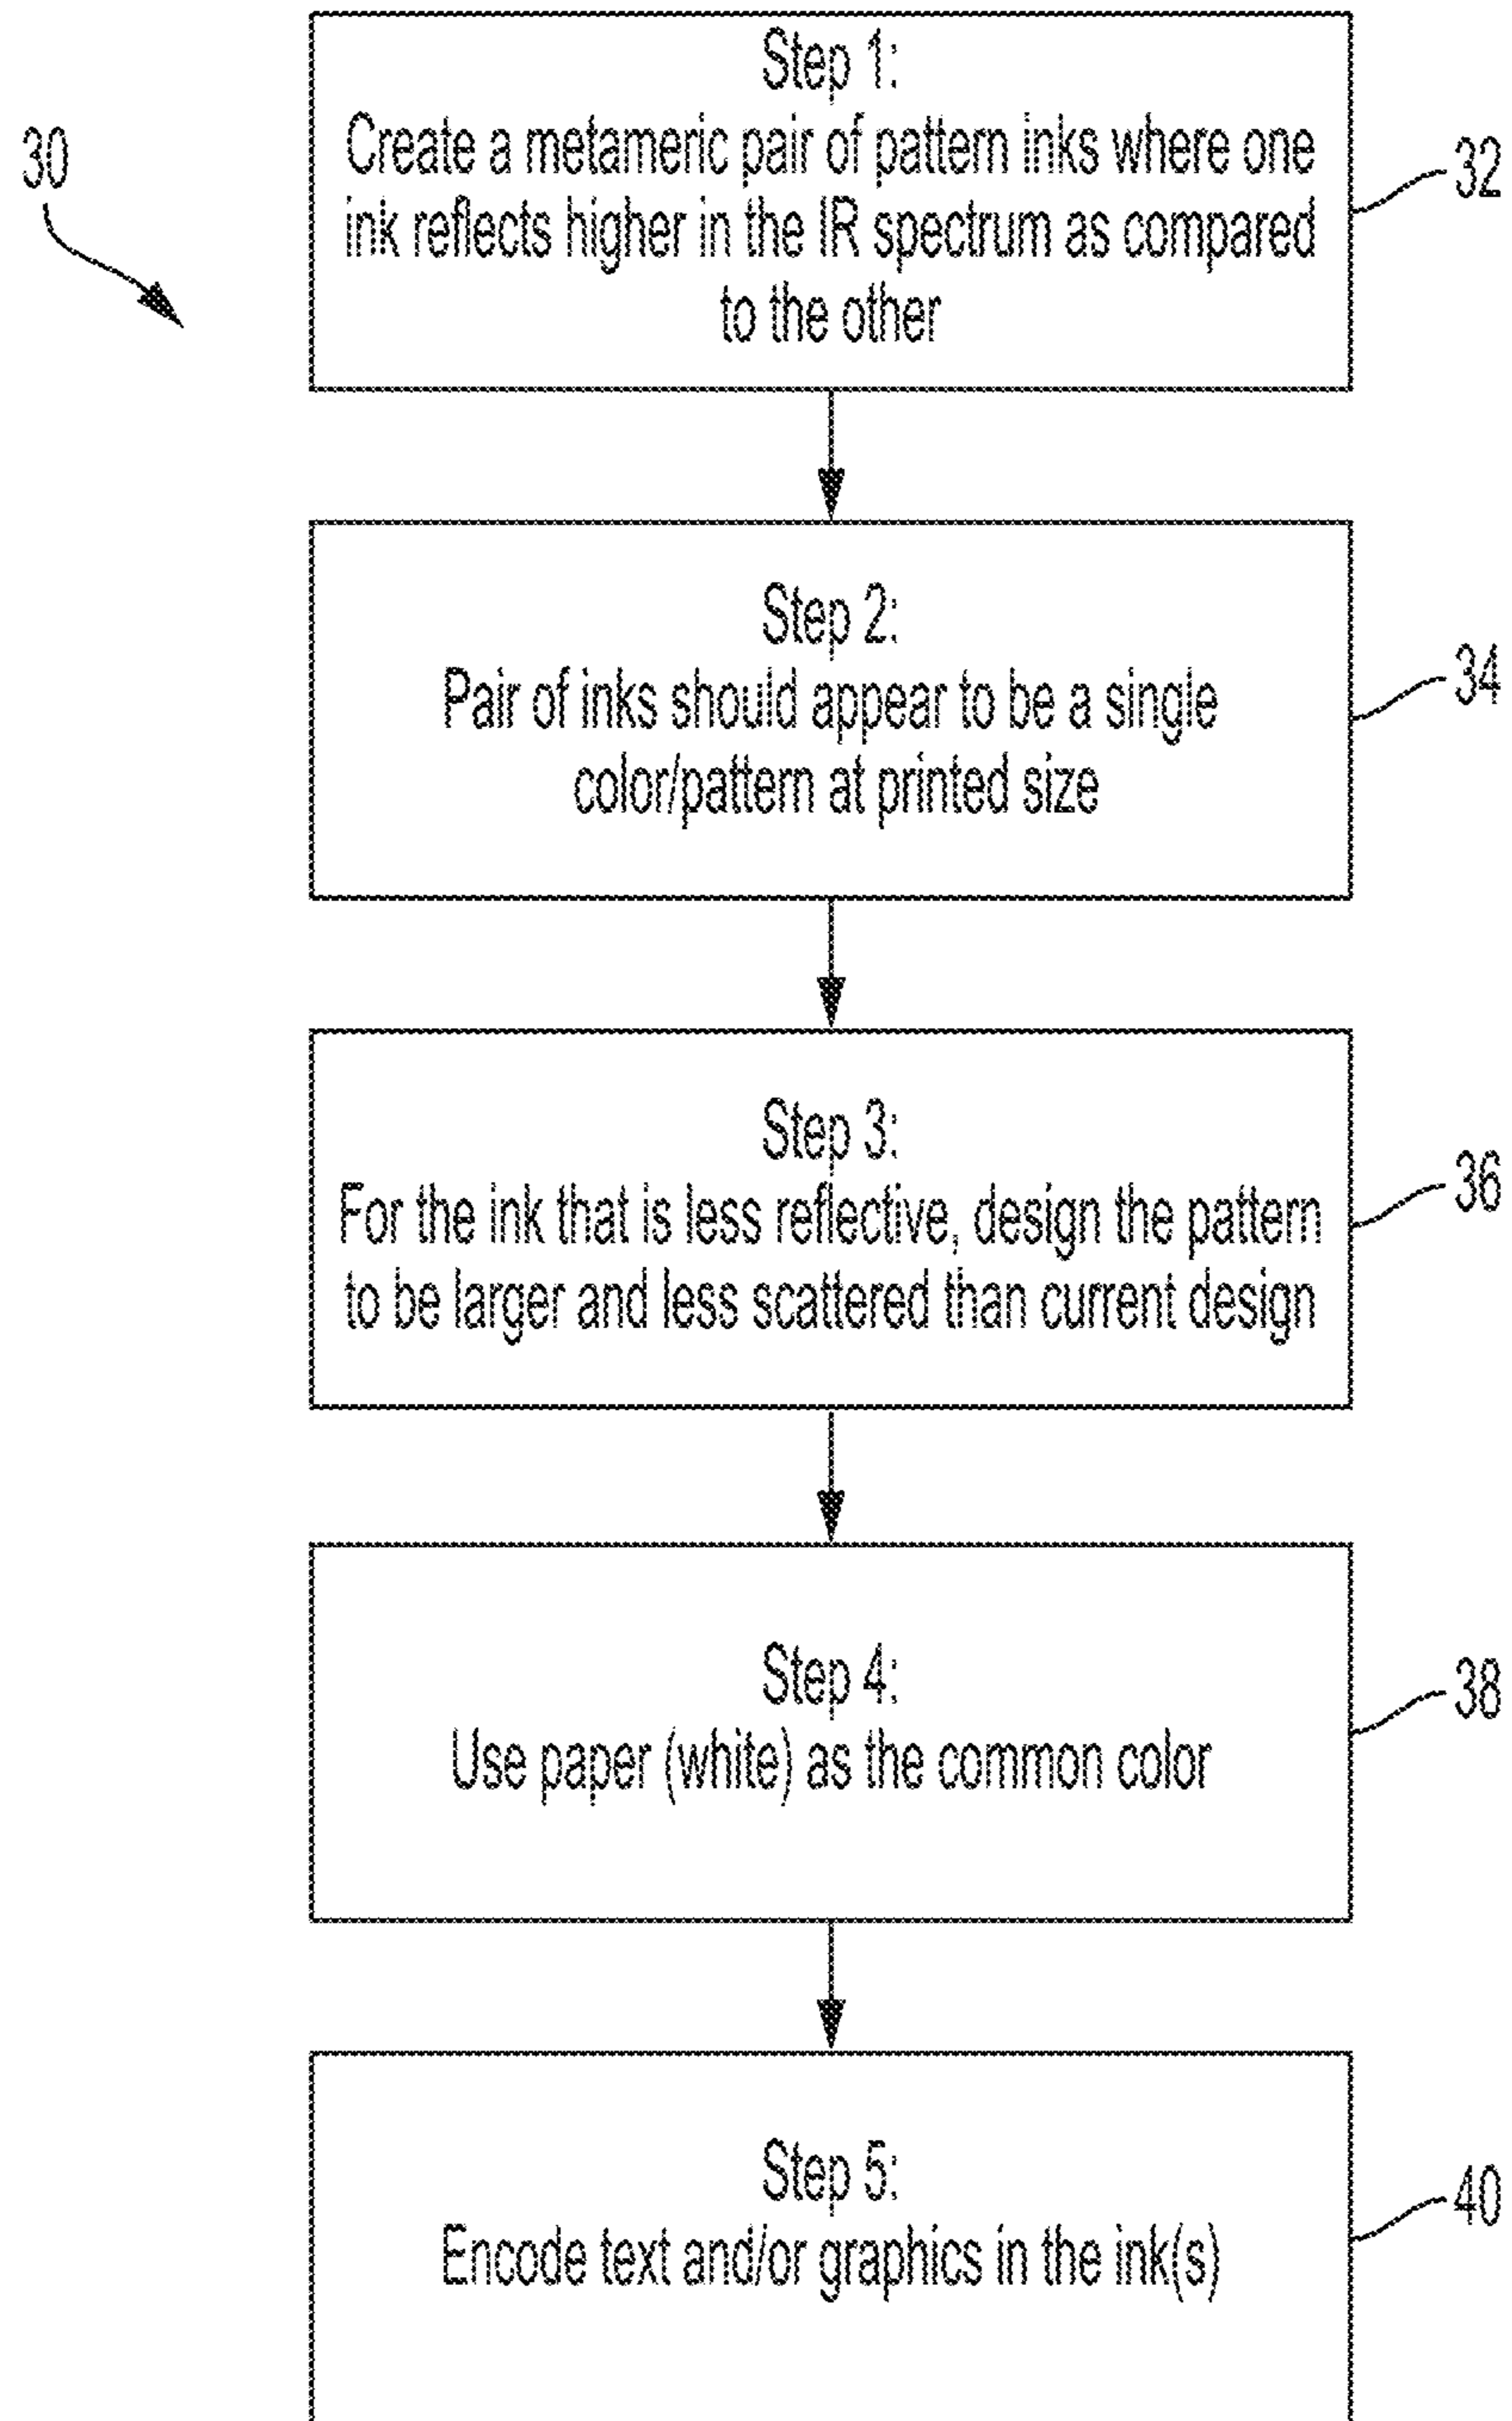 30
Step 1:
Create a metameric pair of pattern inks where one
ink reflects higher in the IR spectrum as compared
to the other
32
Step 2:
Pair of inks should appear to be a single
color/pattern at printed size
34
Step 3:
For the ink that is less reflective, design the pattern
to be larger and less scattered than current design
36
Step 4:
Use paper (white) as the common color
38
Step 5:
Encode text and/or graphics in the ink(s)
40